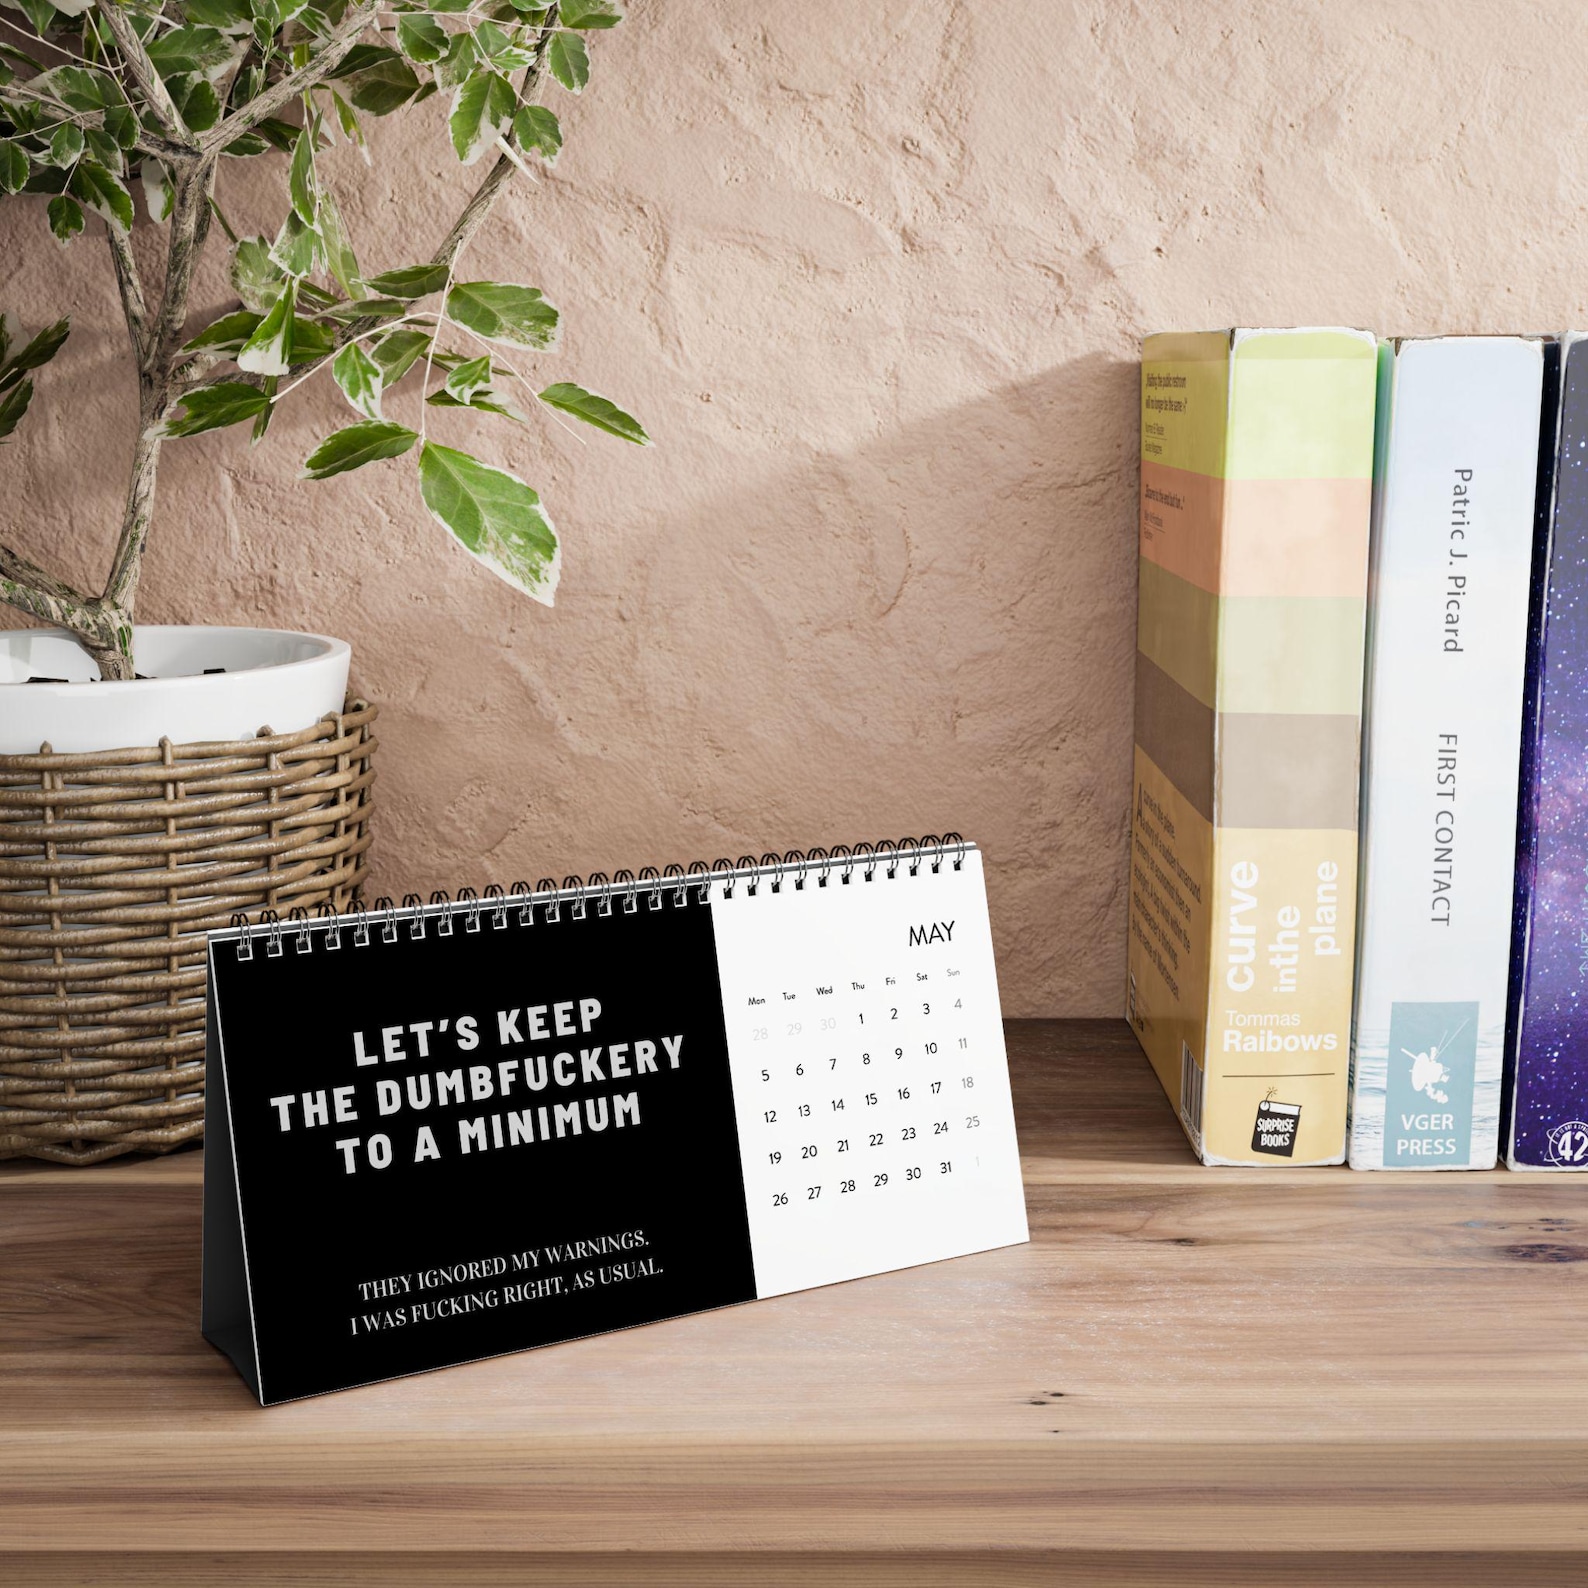 LET'S KEEP
THE DUMBFUCKERY
TO A MINIMUM
THEY IGNORED MY WARNINGS.
I WAS FUCKING RIGHT, AS USUAL.
MAY
Mon Tue Wed Thu Fri Sat Sun
28 29 30 1 2 3 4
5 6 7 8 9 10 11
12 13 14 15 16 17 18
19 20 21 22 23 24 25
26 27 28 29 30 31 1
curve
inthe
plane
Tommas
Raibows
SURPRISE
BOOKS
Patric J. Picard
FIRST CONTACT
VGER
PRESS
42